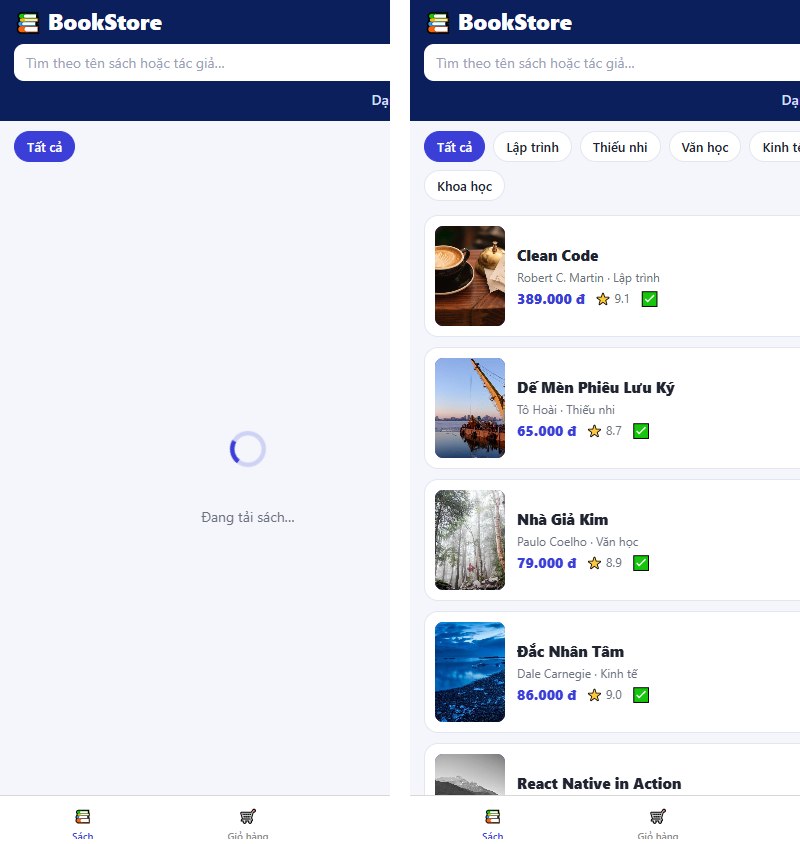 BookStore
Tìm theo tên sách hoặc tác giả...
Tất cả
Đang tải sách...
Sách
Giỏ hàng
BookStore
Tìm theo tên sách hoặc tác giả...
Tất cả
Lập trình
Thiếu nhi
Văn học
Kinh tế
Khoa học
Clean Code
Robert C. Martin · Lập trình
389.000 đ ⭐ 9.1 ✅
Dế Mèn Phiêu Lưu Ký
Tô Hoài · Thiếu nhi
65.000 đ ⭐ 8.7 ✅
Nhà Giả Kim
Paulo Coelho · Văn học
79.000 đ ⭐ 8.9 ✅
Đắc Nhân Tâm
Dale Carnegie · Kinh tế
86.000 đ ⭐ 9.0 ✅
React Native in Action
Sách
Giỏ hàng